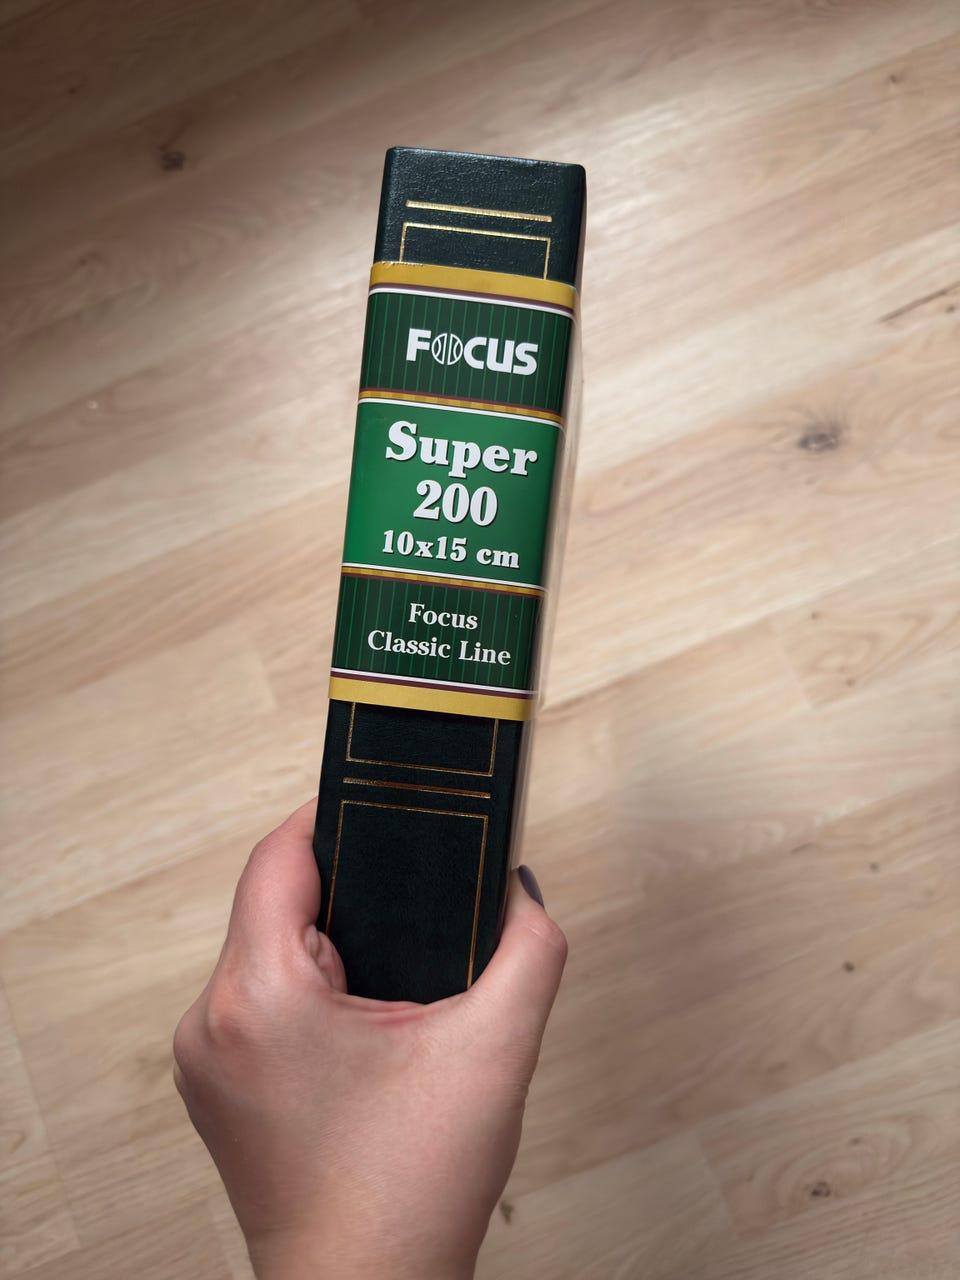 FOCUS
Super
200
10x15 cm
Focus
Classic Line